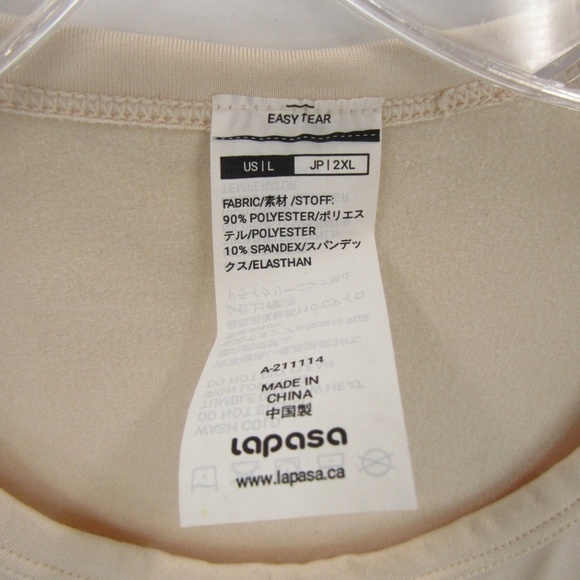 EASY TEAR
US | L JP | 2XL
FABRIC/素材 /STOFF:
90% POLYESTER/ポリエス
テル/POLYESTER
10% SPANDEX/スパンデッ
クス/ELASTHAN
A-211114
MADE IN
CHINA
中国製
Lapasa
www.lapasa.ca